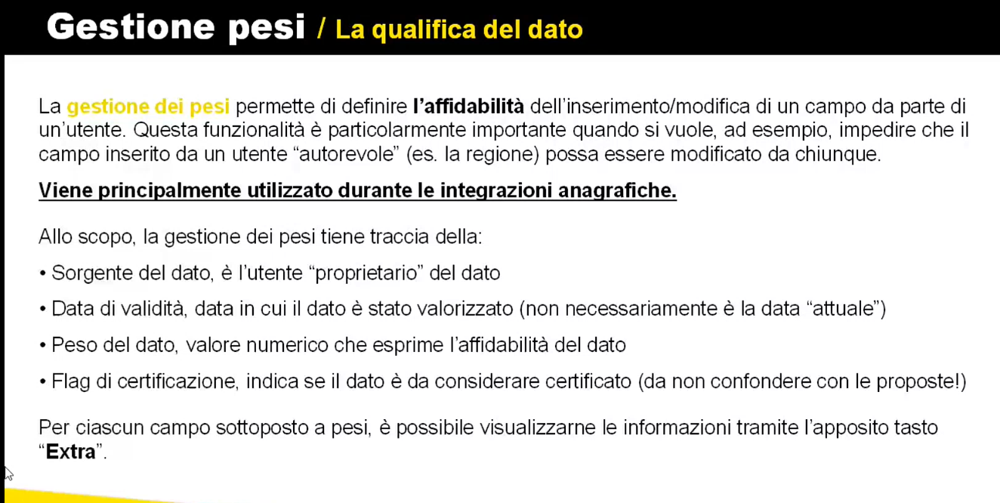 Gestione pesi / La qualifica del dato
La gestione dei pesi permette di definire l’affidabilità dell’inserimento/modifica di un campo da parte di
un’utente. Questa funzionalità è particolarmente importante quando si vuole, ad esempio, impedire che il
campo inserito da un utente “autorevole” (es. la regione) possa essere modificato da chiunque.
Viene principalmente utilizzato durante le integrazioni anagrafiche.
Allo scopo, la gestione dei pesi tiene traccia della:
• Sorgente del dato, è l’utente “proprietario” del dato
• Data di validità, data in cui il dato è stato valorizzato (non necessariamente è la data “attuale”)
• Peso del dato, valore numerico che esprime l’affidabilità del dato
• Flag di certificazione, indica se il dato è da considerare certificato (da non confondere con le proposte!)
Per ciascun campo sottoposto a pesi, è possibile visualizzarne le informazioni tramite l’apposito tasto
“Extra”.